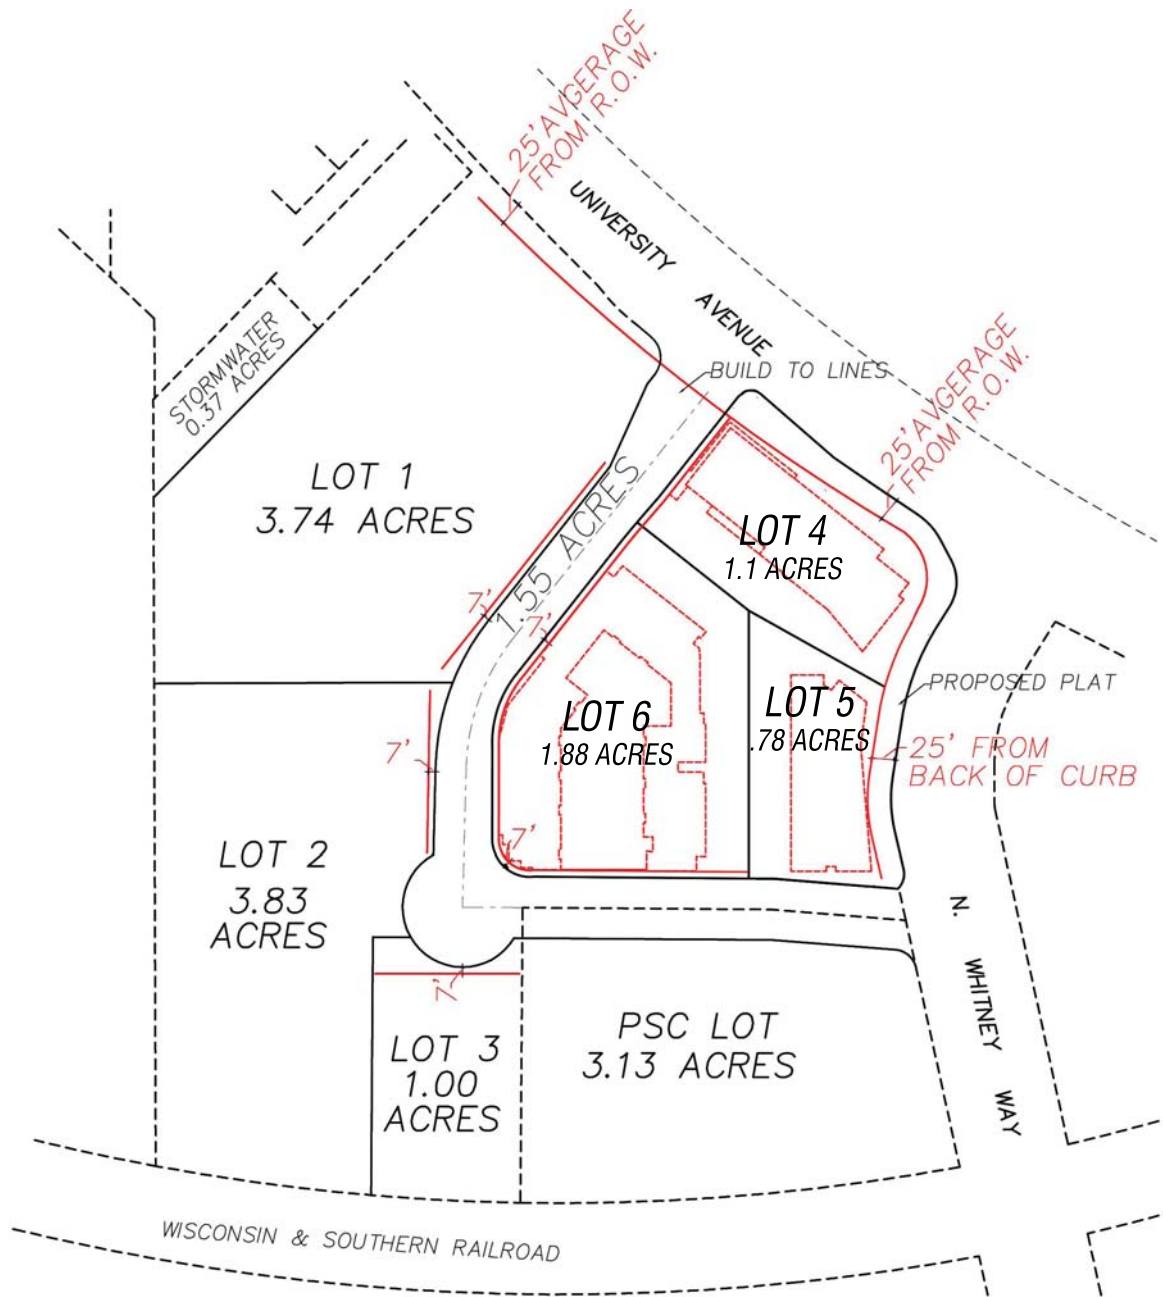 25'AVGERAGE
FROM R.O.W.
UNIVERSITY AVENUE
BUILD TO LINES
25'AVGERAGE
FROM R.O.W.
STORMWATER
0.37 ACRES
LOT 1
3.74 ACRES
1.55 ACRES
7'
7'
LOT 4
1.1 ACRES
PROPOSED PLAT
LOT 6
1.88 ACRES
LOT 5
.78 ACRES
25' FROM
BACK OF CURB
7'
7'
LOT 2
3.83
ACRES
N. WHITNEY WAY
7'
LOT 3
1.00
ACRES
PSC LOT
3.13 ACRES
WISCONSIN & SOUTHERN RAILROAD